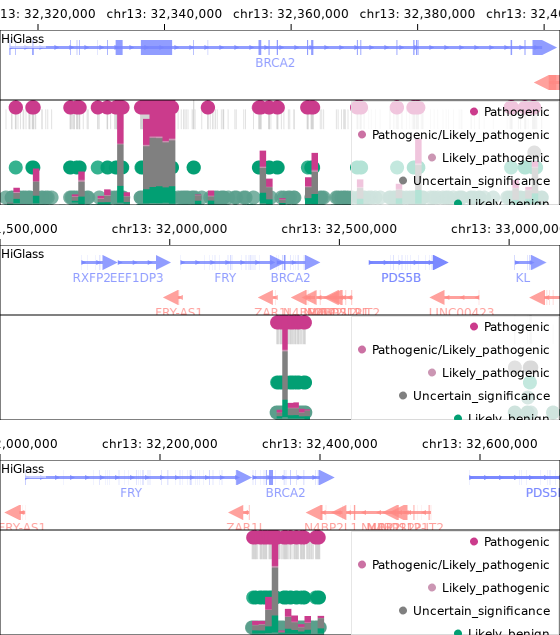 13: 32,320,000 chr13: 32,340,000 chr13: 32,360,000 chr13: 32,380,000 chr13: 32,4
HiGlass
BRCA2
Pathogenic
Pathogenic/Likely_pathogenic
Likely_pathogenic
Uncertain_significance
Likely_benign
,500,000 chr13: 32,000,000 chr13: 32,500,000 chr13: 33,000,000
HiGlass
RXFP2 EEF1DP3 FRY BRCA2 PDS5B KL
FRY-AS1 LINC00423
Pathogenic
Pathogenic/Likely_pathogenic
Likely_pathogenic
Uncertain_significance
Likely_benign
,000,000 chr13: 32,200,000 chr13: 32,400,000 chr13: 32,600,000
HiGlass
FRY BRCA2 PDS5
FRY-AS1 ZAR1L N4BP2L1
Pathogenic
Pathogenic/Likely_pathogenic
Likely_pathogenic
Uncertain_significance
Likely_benign